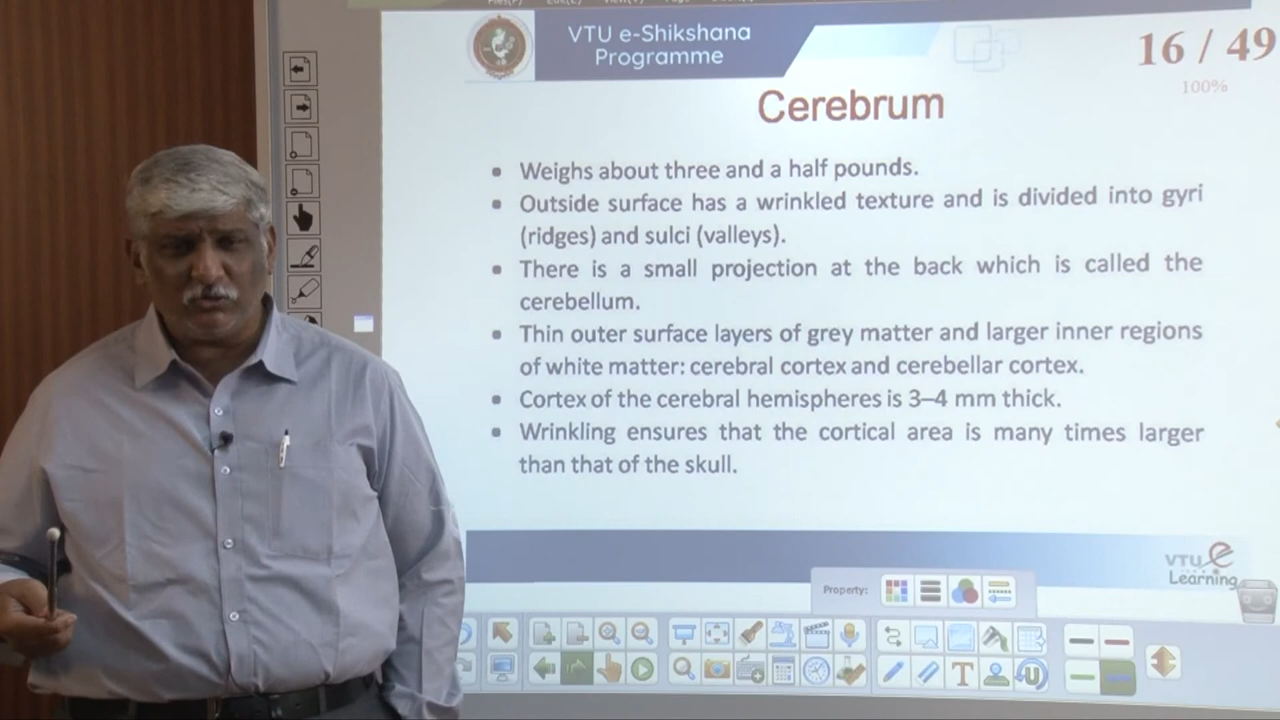 VTU e-Shikshana
Programme
16 / 49
100%
Cerebrum
Weighs about three and a half pounds.
Outside surface has a wrinkled texture and is divided into gyri
(ridges) and sulci (valleys).
There is a small projection at the back which is called the
cerebellum.
Thin outer surface layers of grey matter and larger inner regions
of white matter: cerebral cortex and cerebellar cortex.
Cortex of the cerebral hemispheres is 3–4 mm thick.
Wrinkling ensures that the cortical area is many times larger
than that of the skull.
VTU e
Learning
Property:
T